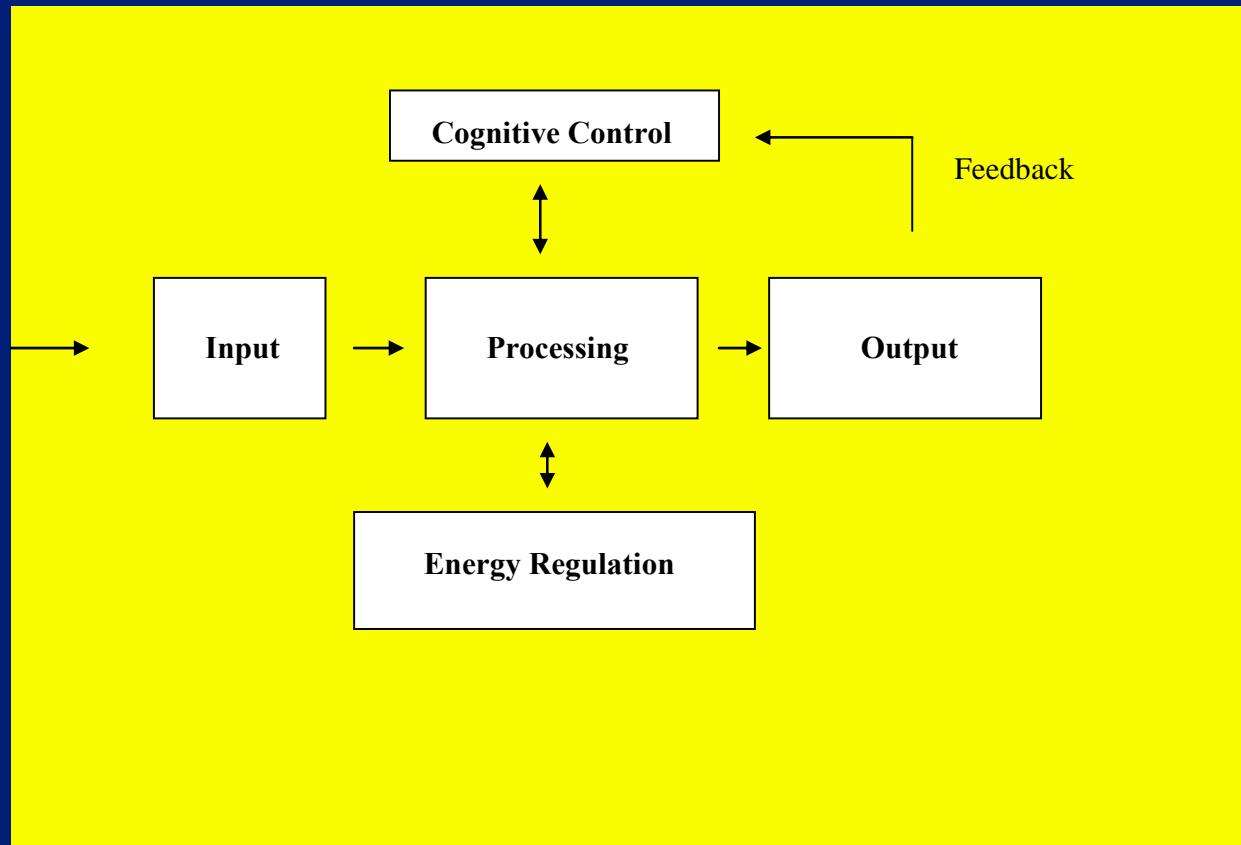 Cognitive Control
Feedback
Input
Processing
Output
Energy Regulation